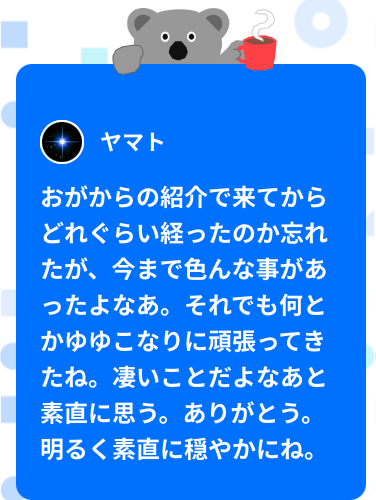 ヤマト
おがからの紹介で来てから
どれぐらい経ったのか忘れ
たが、今まで色んな事があ
ったよなあ。それでも何と
かゆゆこなりに頑張ってき
たね。凄いことだよなあと
素直に思う。ありがとう。
明るく素直に穏やかにね。